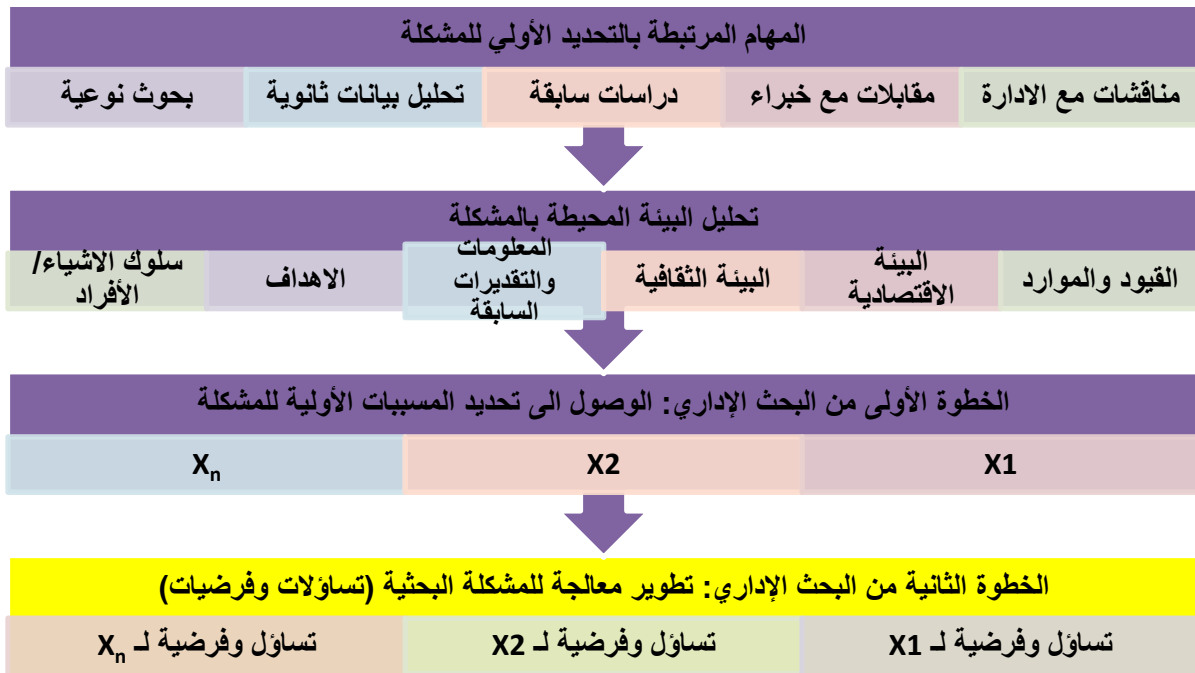 المهام المرتبطة بالتحديد الأولي للمشكلة
مناقشات مع الادارة
مقابلات مع خبراء
دراسات سابقة
تحليل بيانات ثانوية
بحوث نوعية
تحليل البيئة المحيطة بالمشكلة
القيود والموارد
البيئة
الاقتصادية
البيئة الثقافية
المعلومات
والتقديرات
السابقة
الاهداف
سلوك الاشياء/
الأفراد
الخطوة الأولى من البحث الإداري: الوصول الى تحديد المسببات الأولية للمشكلة
X1
X2
Xn
الخطوة الثانية من البحث الإداري: تطوير معالجة للمشكلة البحثية (تساؤلات وفرضيات)
تساؤل وفرضية لـ X1
تساؤل وفرضية لـ X2
تساؤل وفرضية لـ Xn